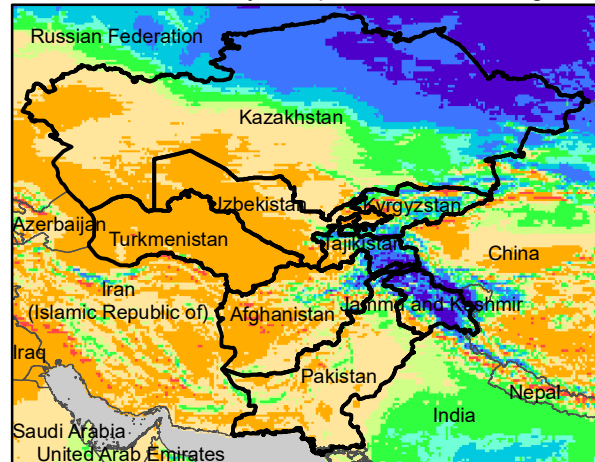 Russian Federation
Kazakhstan
Uzbekistan
Kyrgyzstan
Azerbaijan
Turkmenistan
Tajikistan
China
Iran
(Islamic Republic of)
Afghanistan
Jammu and Kashmir
Iraq
Pakistan
Nepal
India
Saudi Arabia
United Arab Emirates